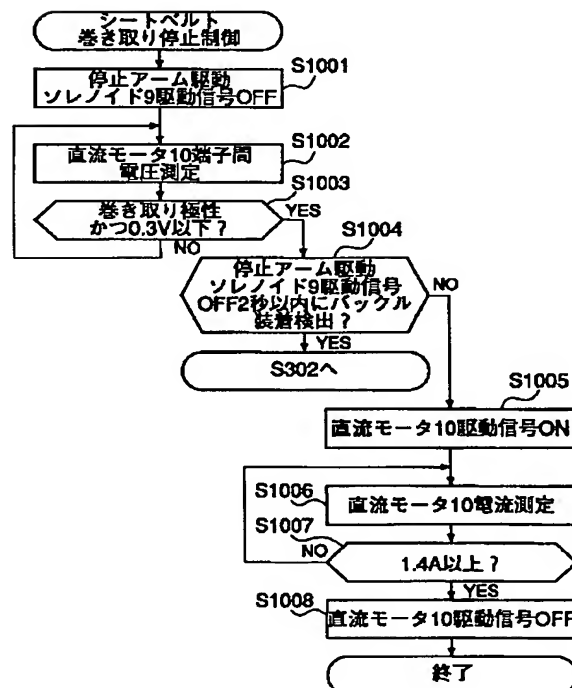 シートベルト
巻き取り停止制御
S1001
停止アーム駆動
ソレノイド9駆動信号OFF
S1002
直流モータ10端子間
電圧測定
S1003
巻き取り極性
かつ0.3V以下？
YES
NO
S1004
停止アーム駆動
ソレノイド9駆動信号
OFF2秒以内にバックル
装着検出？
NO
YES
S302へ
S1005
直流モータ10駆動信号ON
S1006
直流モータ10電流測定
S1007
NO
1.4A以上？
YES
S1008
直流モータ10駆動信号OFF
終了